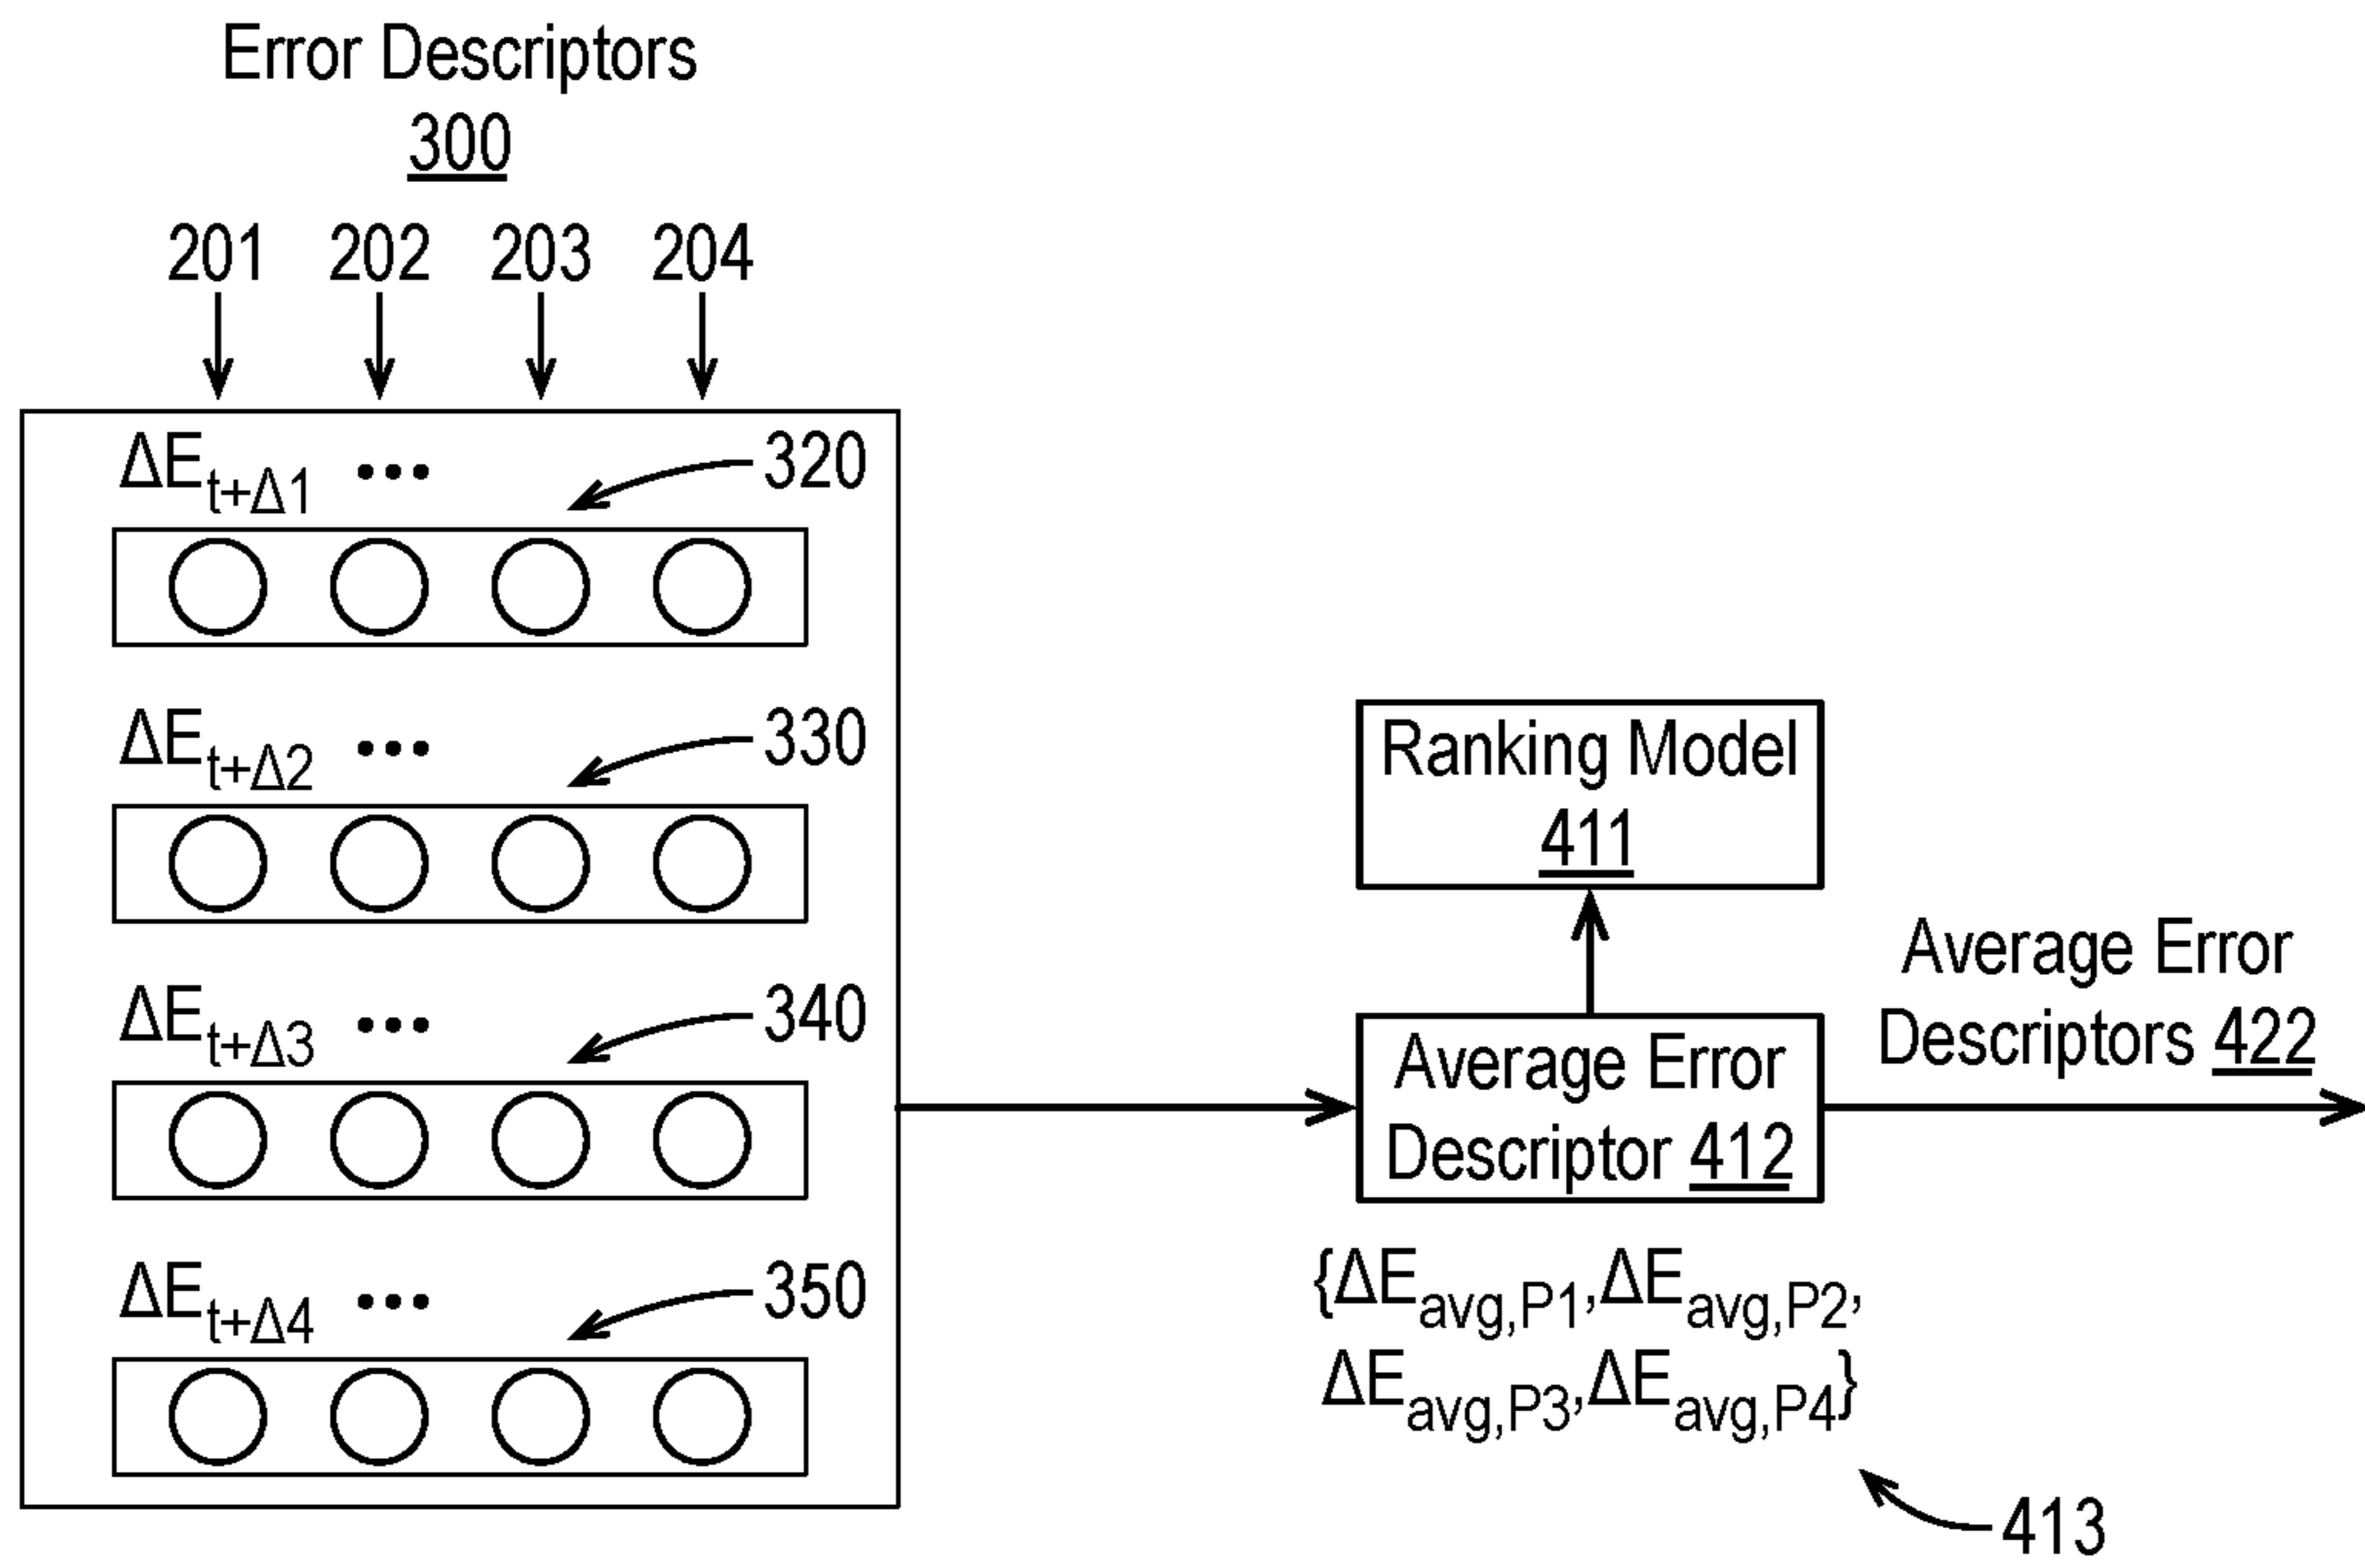 Error Descriptors
300
201 202 203 204
ΔEt+Δ1 ••• 320
ΔEt+Δ2 ••• 330
ΔEt+Δ3 ••• 340
ΔEt+Δ4 ••• 350
Ranking Model
411
Average Error
Descriptor 412
{ΔEavg,P1,ΔEavg,P2,
ΔEavg,P3,ΔEavg,P4}
413
Average Error
Descriptors 422